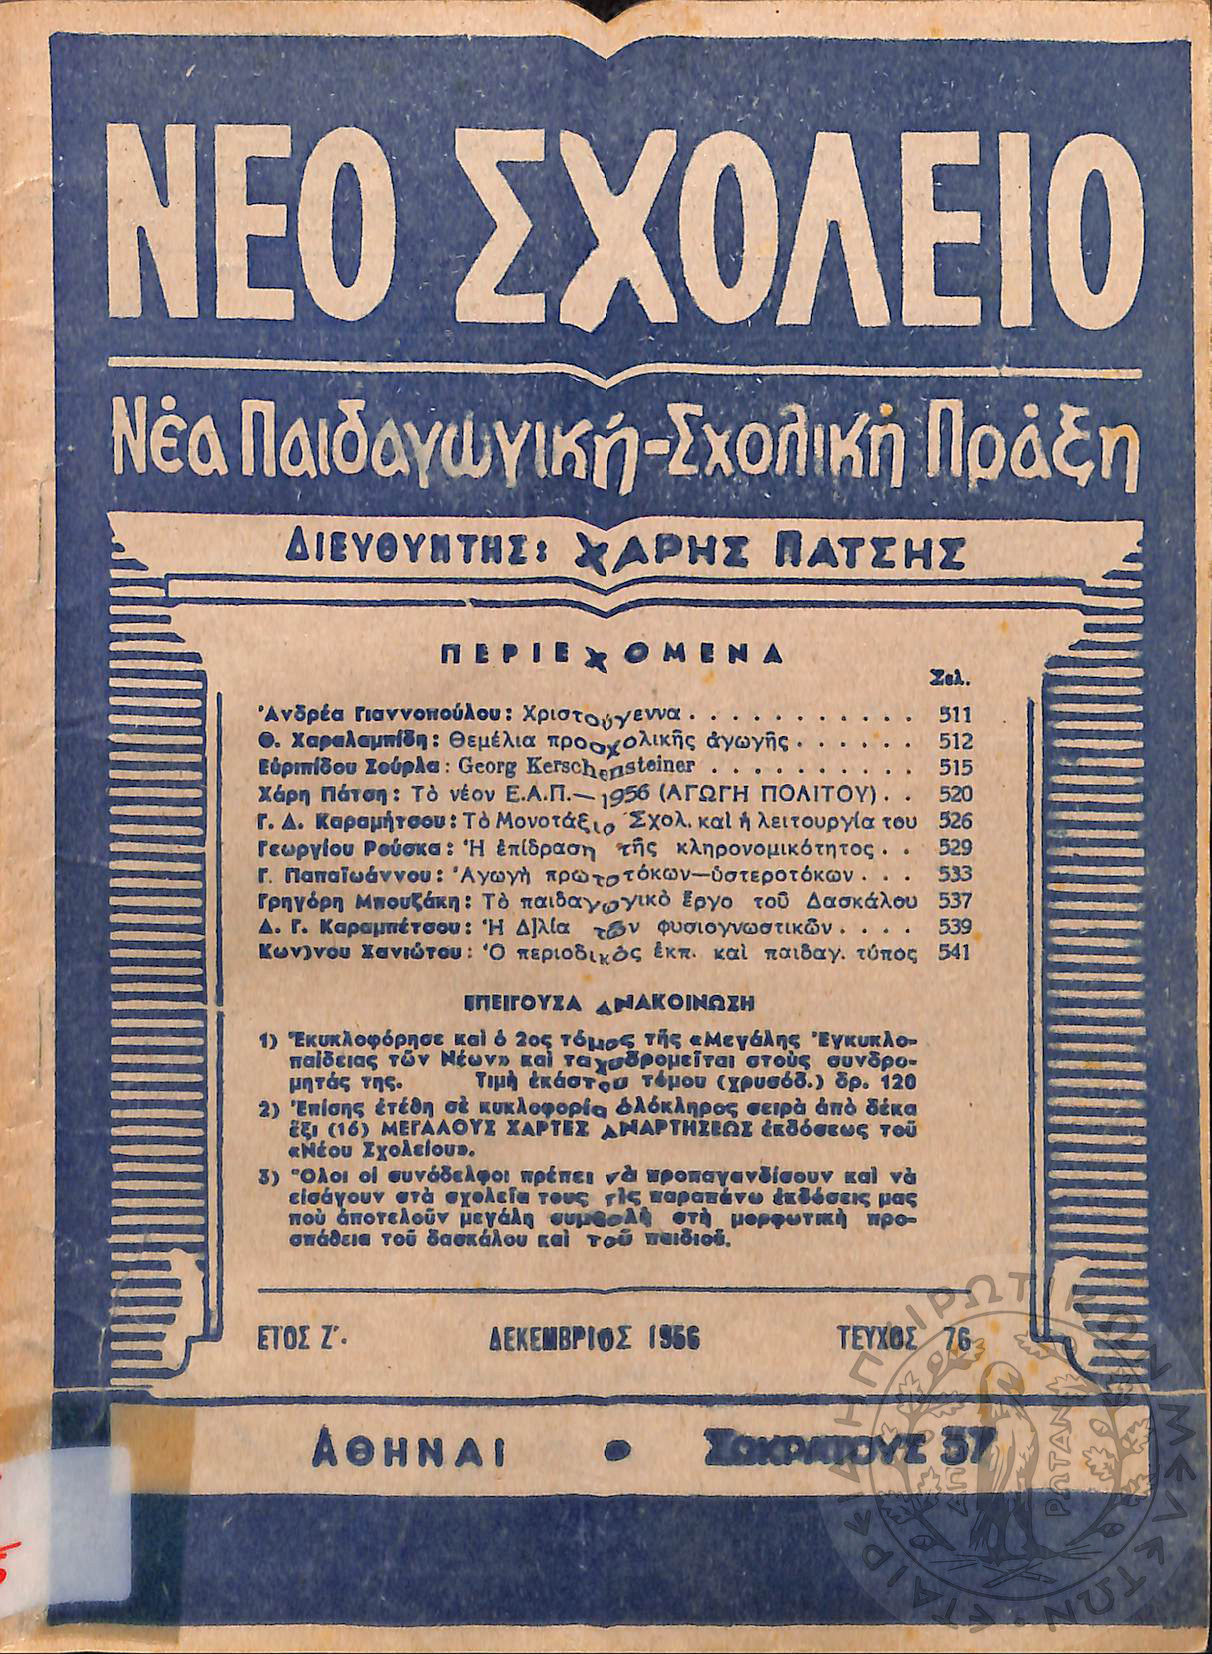 ΝΕΟ ΣΧΟΛΕΙΟ
Νέα Παιδαγωγική-Σχολική Πράξη
ΔΙΕΥΘΥΝΤΗΣ: ΧΑΡΗΣ ΠΑΤΣΗΣ
ΠΕΡΙΕΧΟΜΕΝΑ
Σελ.
Ἀνδρέα Γιαννοπούλου: Χριστούγεννα . . . . . . . . . . . 511
Θ. Χαραλαμπίδη: Θεμέλια προσχολικῆς ἀγωγῆς . . . . . . 512
Εὐριπίδου Σούρλα: Georg Kerschensteiner . . . . . . . . . . 515
Χάρη Πάτση: Τὸ νέον Ε.Α.Π.—1956 (ΑΓΩΓΗ ΠΟΛΙΤΟΥ) . . 520
Γ. Δ. Καραμήτσου: Τὸ Μονοτάξιο Σχολ. καὶ ἡ λειτουργία του 526
Γεωργίου Ρούσκα: Ἡ ἐπίδραση τῆς κληρονομικότητος . . 529
Γ. Παπαϊωάννου: Ἀγωγὴ πρωτοτόκων—ὑστεροτόκων . . . 533
Γρηγόρη Μπουζάκη: Τὸ παιδαγωγικὸ ἔργο τοῦ Δασκάλου 537
Δ. Γ. Καραμπέτσου: Ἡ Δ]λία τῶν φυσιογνωστικῶν . . . . 539
Κων)νου Χανιώτου: Ὁ περιοδικὸς ἐκπ. καὶ παιδαγ. τύπος 541
ΕΠΕΙΓΟΥΣΑ ΑΝΑΚΟΙΝΩΣΗ
1) Ἐκυκλοφόρησε καὶ ὁ 2ος τόμος τῆς «Μεγάλης Ἐγκυκλο-
παίδειας τῶν Νέων» καὶ ταχυδρομεῖται στοὺς συνδρο-
μητάς της. Τιμὴ ἑκάστου τόμου (χρυσόδ.) δρ. 120
2) Ἐπίσης ἐτέθη σὲ κυκλοφορία ὁλόκληρος σειρὰ ἀπὸ δέκα
ἕξι (16) ΜΕΓΑΛΟΥΣ ΧΑΡΤΕΣ ΑΝΑΡΤΗΣΕΩΣ ἐκδόσεως τοῦ
«Νέου Σχολείου».
3) Ὅλοι οἱ συνάδελφοι πρέπει νὰ προπαγανδίσουν καὶ νὰ
εἰσάγουν στὰ σχολεῖα τους τὶς παραπάνω ἐκδόσεις μας
ποὺ ἀποτελοῦν μεγάλη συμβολὴ στὴ μορφωτικὴ προ-
σπάθεια τοῦ δασκάλου καὶ τοῦ παιδιοῦ.
ΕΤΟΣ Ζ΄. ΔΕΚΕΜΒΡΙΟΣ 1956 ΤΕΥΧΟΣ 76
ΑΘΗΝΑΙ • ΣΩΚΡΑΤΟΥΣ 57
ΕΤΑΙΡΕΙΑ ΗΠΕΙΡΩΤΙΚΩΝ ΜΕΛΕΤΩΝ
ΑΠΕΙ ΡΩΤΑΝ